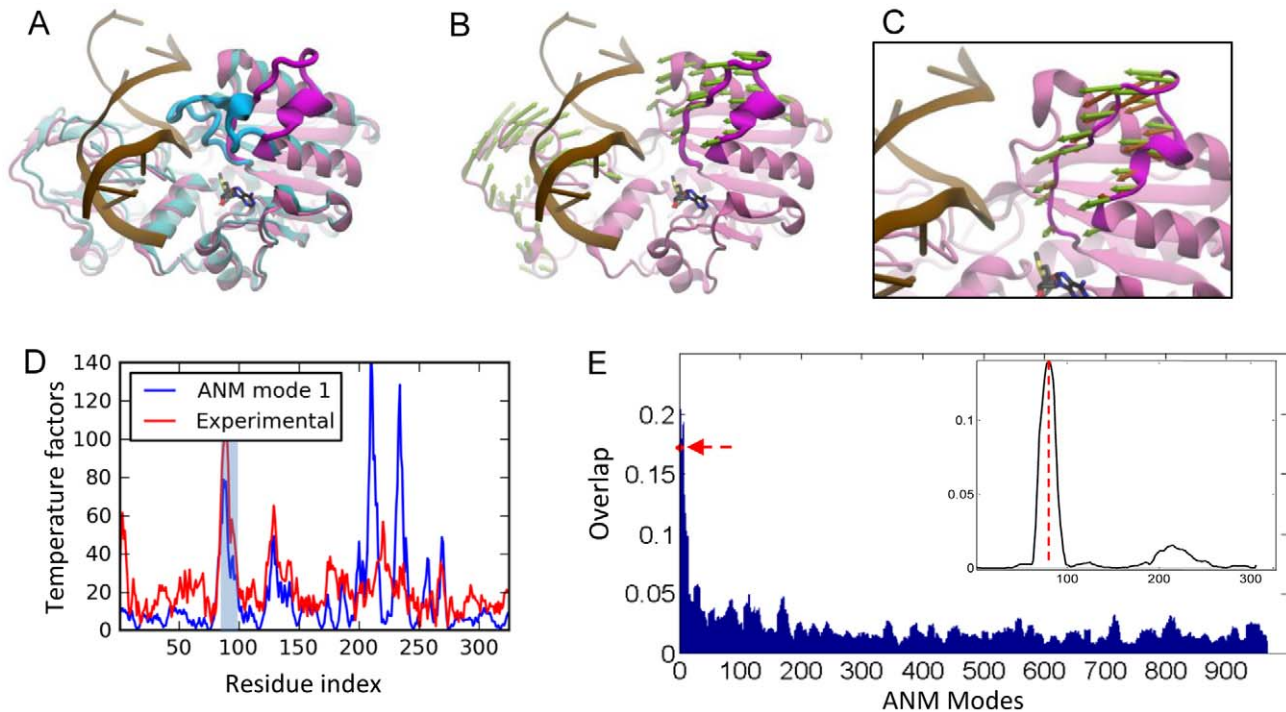 A
B
C
D
140
120
100
80
60
40
20
0
Temperature factors
ANM mode 1
Experimental
50 100 150 200 250 300
Residue index
E
0.2
0.15
0.1
0.05
0
Overlap
0.1
0.05
0
100 200 300
0 100 200 300 400 500 600 700 800 900
ANM Modes